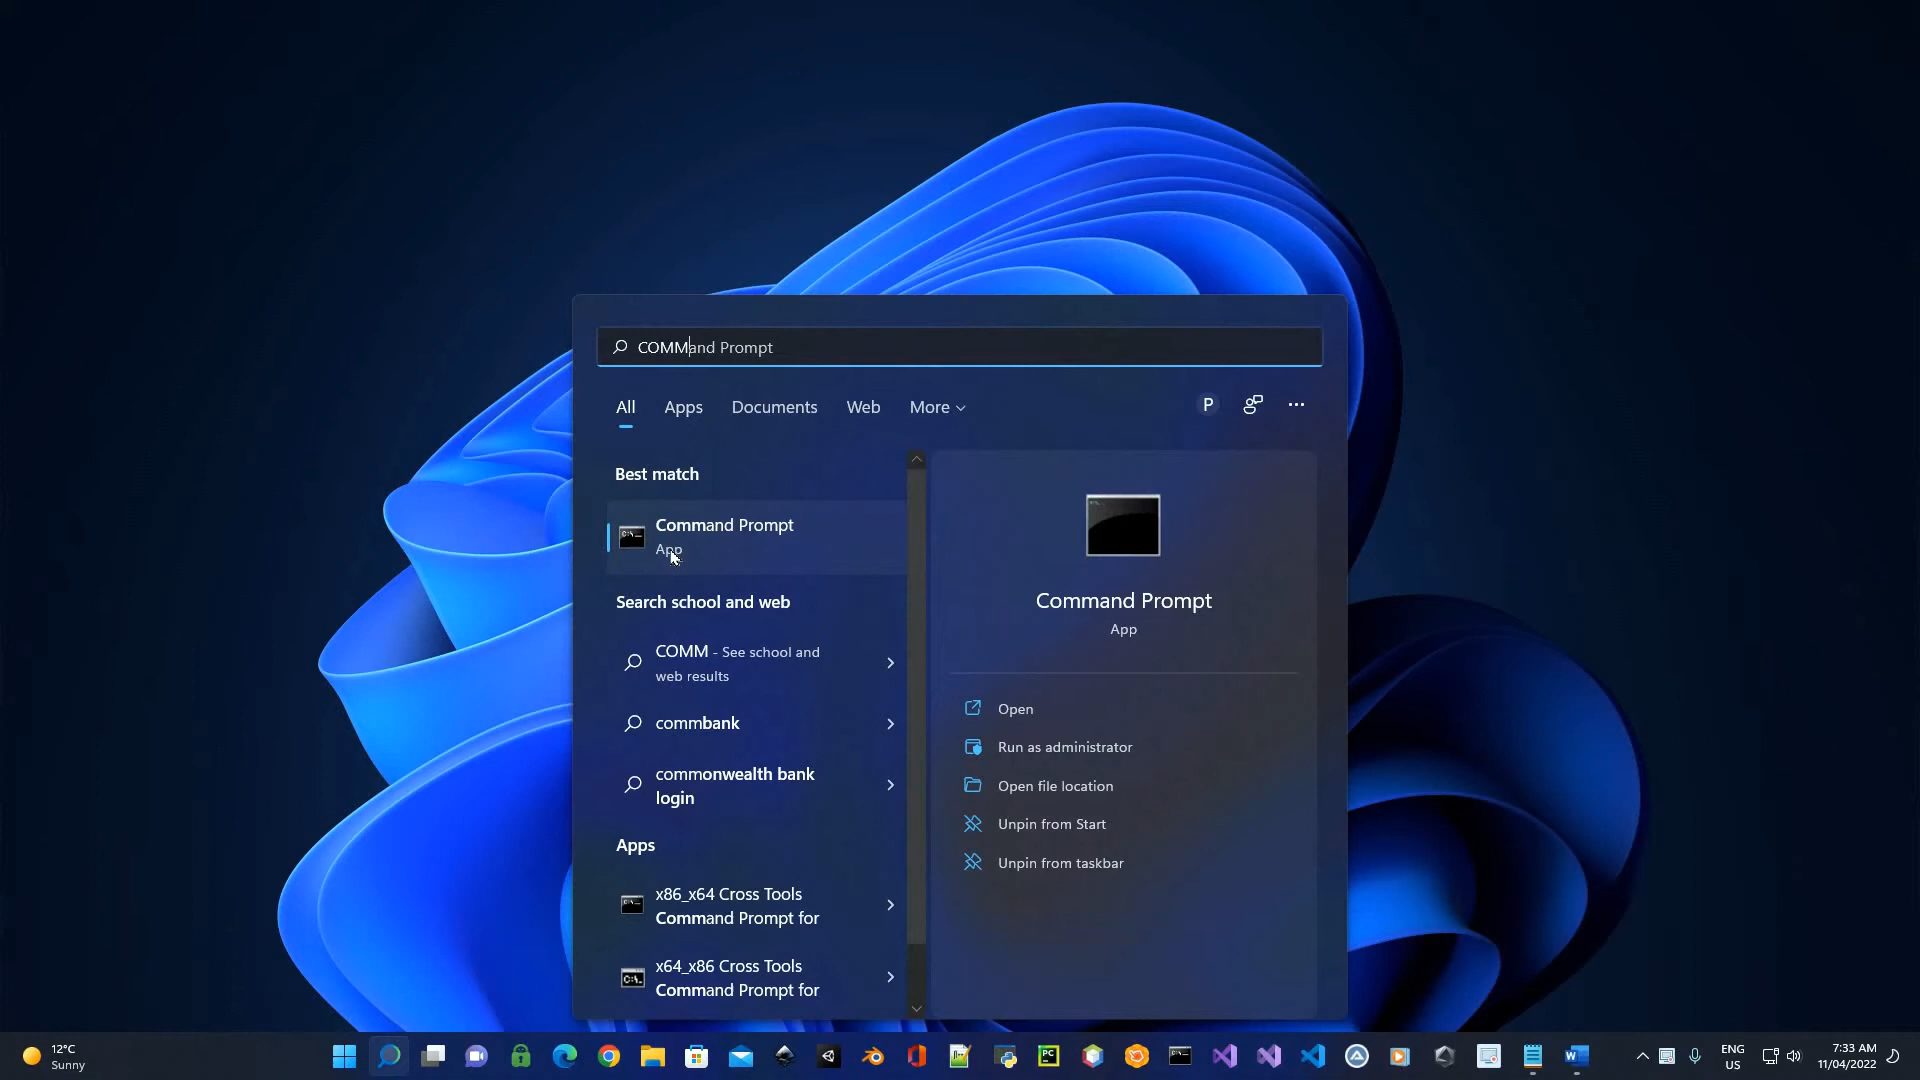 COMMand Prompt
All Apps Documents Web More P
Best match
Command Prompt
App
Search school and web
COMM - See school and
web results
commbank
commonwealth bank
login
Apps
x86_x64 Cross Tools
Command Prompt for
x64_x86 Cross Tools
Command Prompt for
Command Prompt
App
Open
Run as administrator
Open file location
Unpin from Start
Unpin from taskbar
12°C
Sunny
ENG
US
7:33 AM
11/04/2022